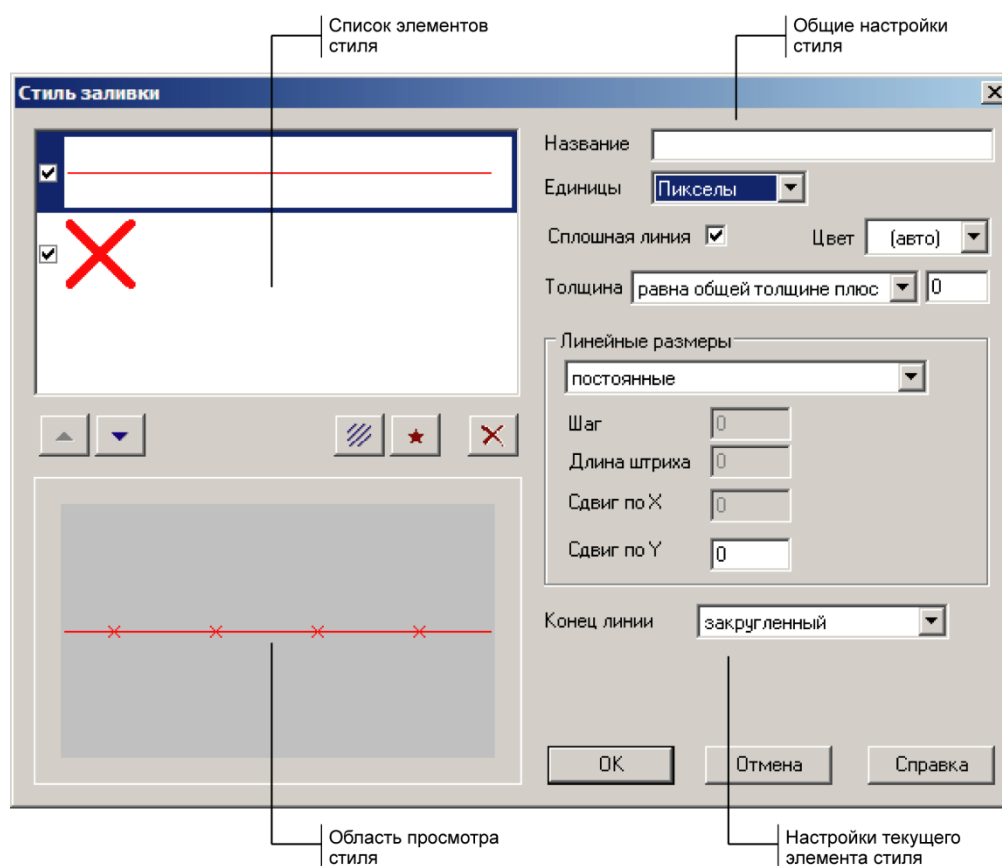 Список элементов
стиля
Общие настройки
стиля
Стиль заливки
Название
Единицы Пикселы
Сплошная линия Цвет (авто)
Толщина равна общей толщине плюс 0
Линейные размеры
постоянные
Шаг 0
Длина штриха 0
Сдвиг по X 0
Сдвиг по Y 0
Конец линии закругленный
OK Отмена Справка
Область просмотра
стиля
Настройки текущего
элемента стиля